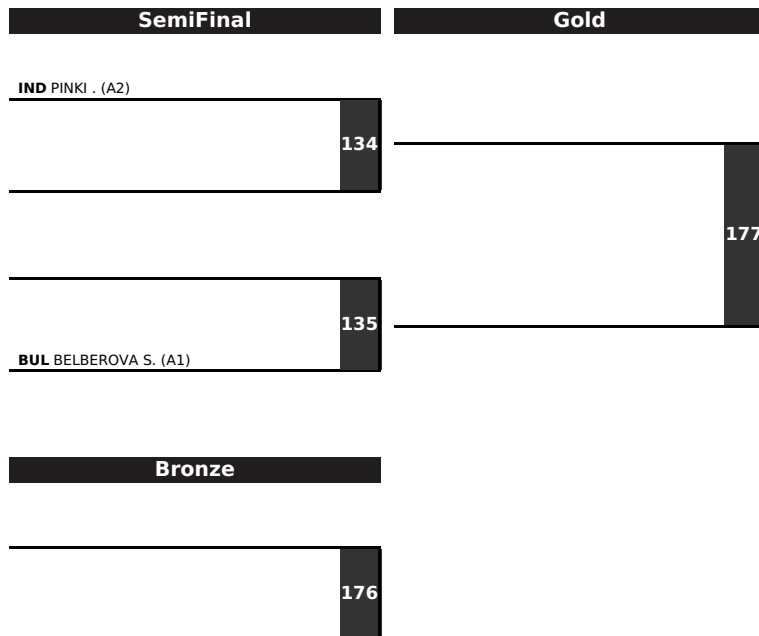 SemiFinal
Gold
IND PINKI . (A2)
134
177
135
BUL BELBEROVA S. (A1)
Bronze
176